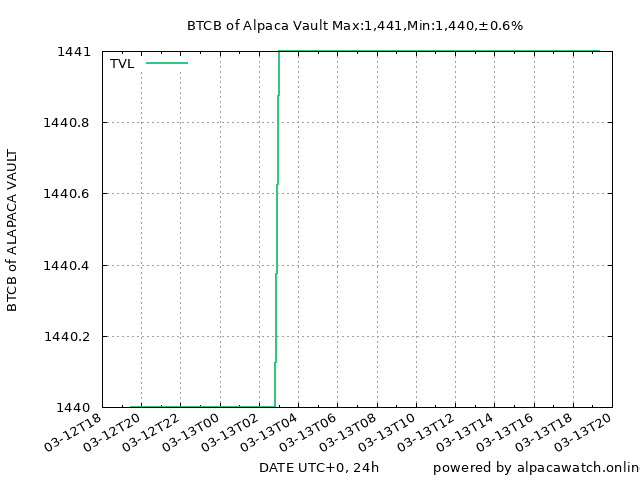 BTCB of Alpaca Vault Max:1,441,Min:1,440,±0.6%
TVL
BTCB of ALAPACA VAULT
1441
1440.8
1440.6
1440.4
1440.2
1440
03-12T18
03-12T20
03-12T22
03-13T00
03-13T02
03-13T04
03-13T06
03-13T08
03-13T10
03-13T12
03-13T14
03-13T16
03-13T18
03-13T20
DATE UTC+0, 24h
powered by alpacawatch.onlin